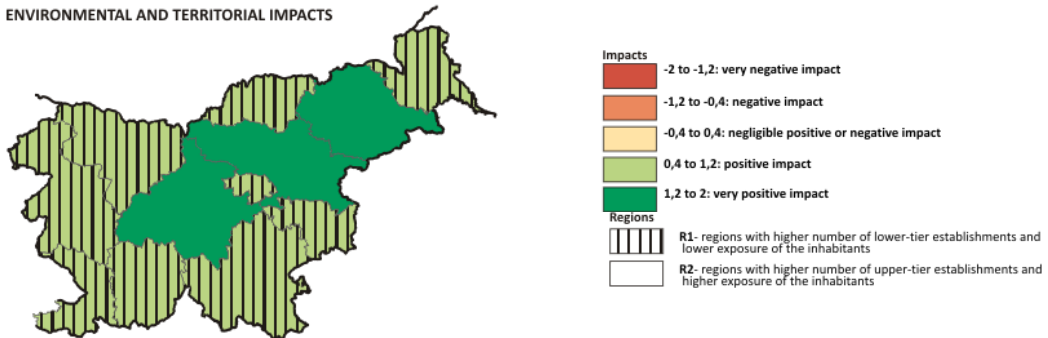 ENVIRONMENTAL AND TERRITORIAL IMPACTS
Impacts
-2 to -1,2: very negative impact
-1,2 to -0,4: negative impact
-0,4 to 0,4: negligible positive or negative impact
0,4 to 1,2: positive impact
1,2 to 2: very positive impact
Regions
R1- regions with higher number of lower-tier establishments and
lower exposure of the inhabitants
R2- regions with higher number of upper-tier establishments and
higher exposure of the inhabitants